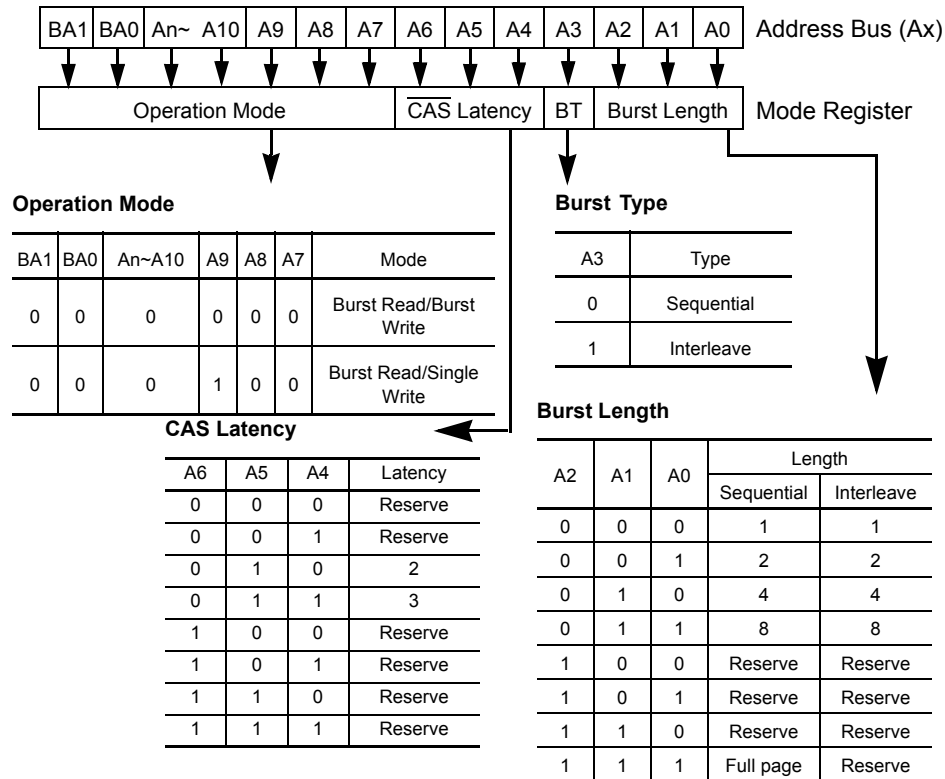 BA1 BA0 An~ A10 A9 A8 A7 A6 A5 A4 A3 A2 A1 A0 Address Bus (Ax)
Operation Mode CAS Latency BT Burst Length Mode Register
Operation Mode
BA1 BA0 An~A10 A9 A8 A7 Mode
0 0 0 0 0 0 Burst Read/Burst
Write
0 0 0 1 0 0 Burst Read/Single
Write
Burst Type
A3 Type
0 Sequential
1 Interleave
CAS Latency
A6 A5 A4 Latency
0 0 0 Reserve
0 0 1 Reserve
0 1 0 2
0 1 1 3
1 0 0 Reserve
1 0 1 Reserve
1 1 0 Reserve
1 1 1 Reserve
Burst Length
A2 A1 A0 Length
Sequential Interleave
0 0 0 1 1
0 0 1 2 2
0 1 0 4 4
0 1 1 8 8
1 0 0 Reserve Reserve
1 0 1 Reserve Reserve
1 1 0 Reserve Reserve
1 1 1 Full page Reserve